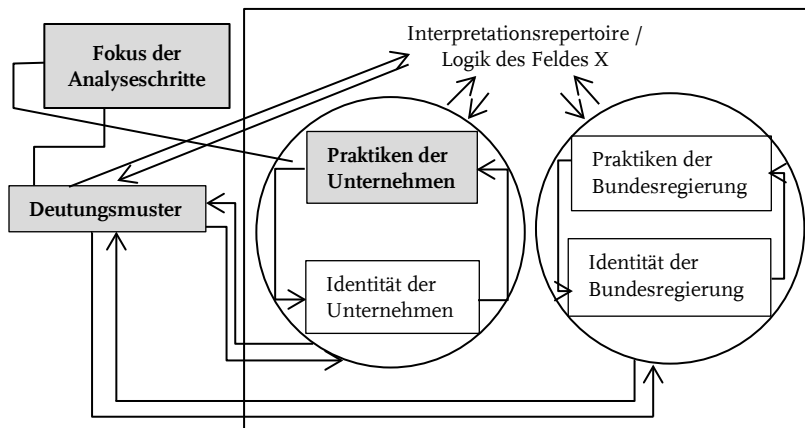 Fokus der
Analyseschritte
Interpretationsrepertoire /
Logik des Feldes X
Praktiken der
Unternehmen
Praktiken der
Bundesregierung
Deutungsmuster
Identität der
Unternehmen
Identität der
Bundesregierung